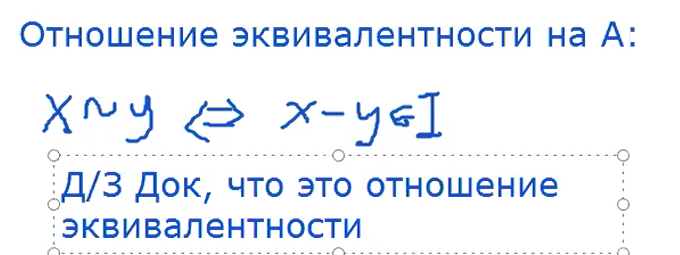 Отношение эквивалентности на А:
x~y ⇔ x-y∈I
Д/З Док, что это отношение
эквивалентности